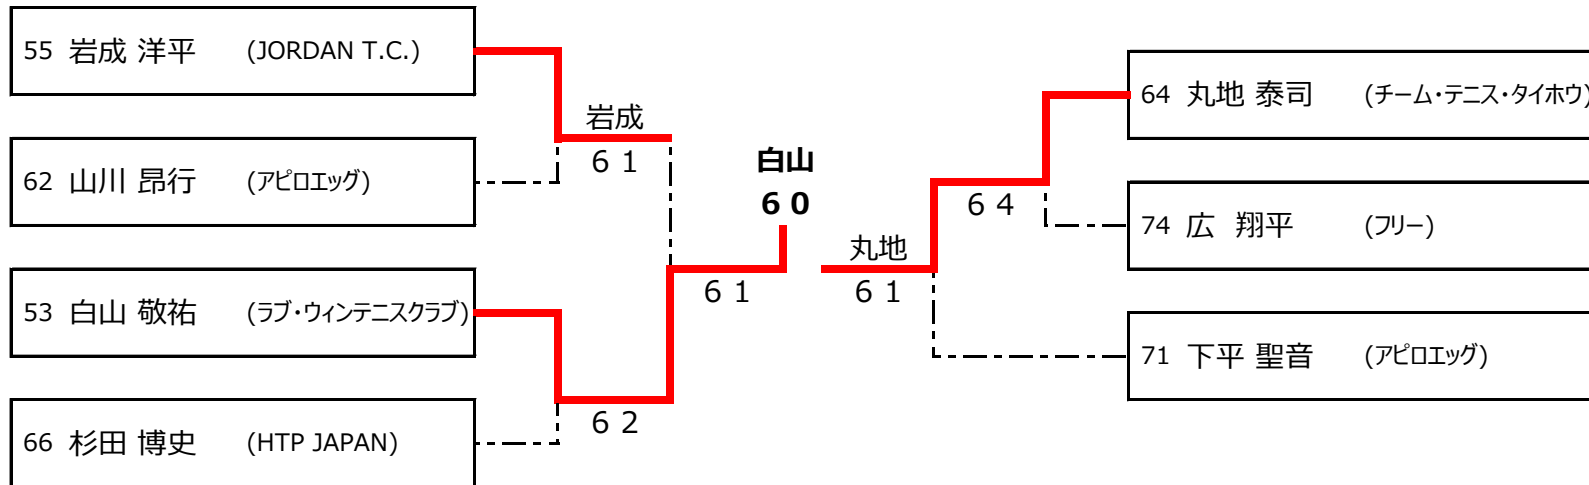 55 岩成 洋平 (JORDAN T.C.)
岩成
6 1
62 山川 昂行 (アピロエッグ)
白山
6 0
53 白山 敬祐 (ラブ・ウィンテニスクラブ)
6 1
66 杉田 博史 (HTP JAPAN)
6 2
64 丸地 泰司 (チーム・テニス・タイホウ)
6 4
74 広 翔平 (フリー)
丸地
6 1
71 下平 聖音 (アピロエッグ)